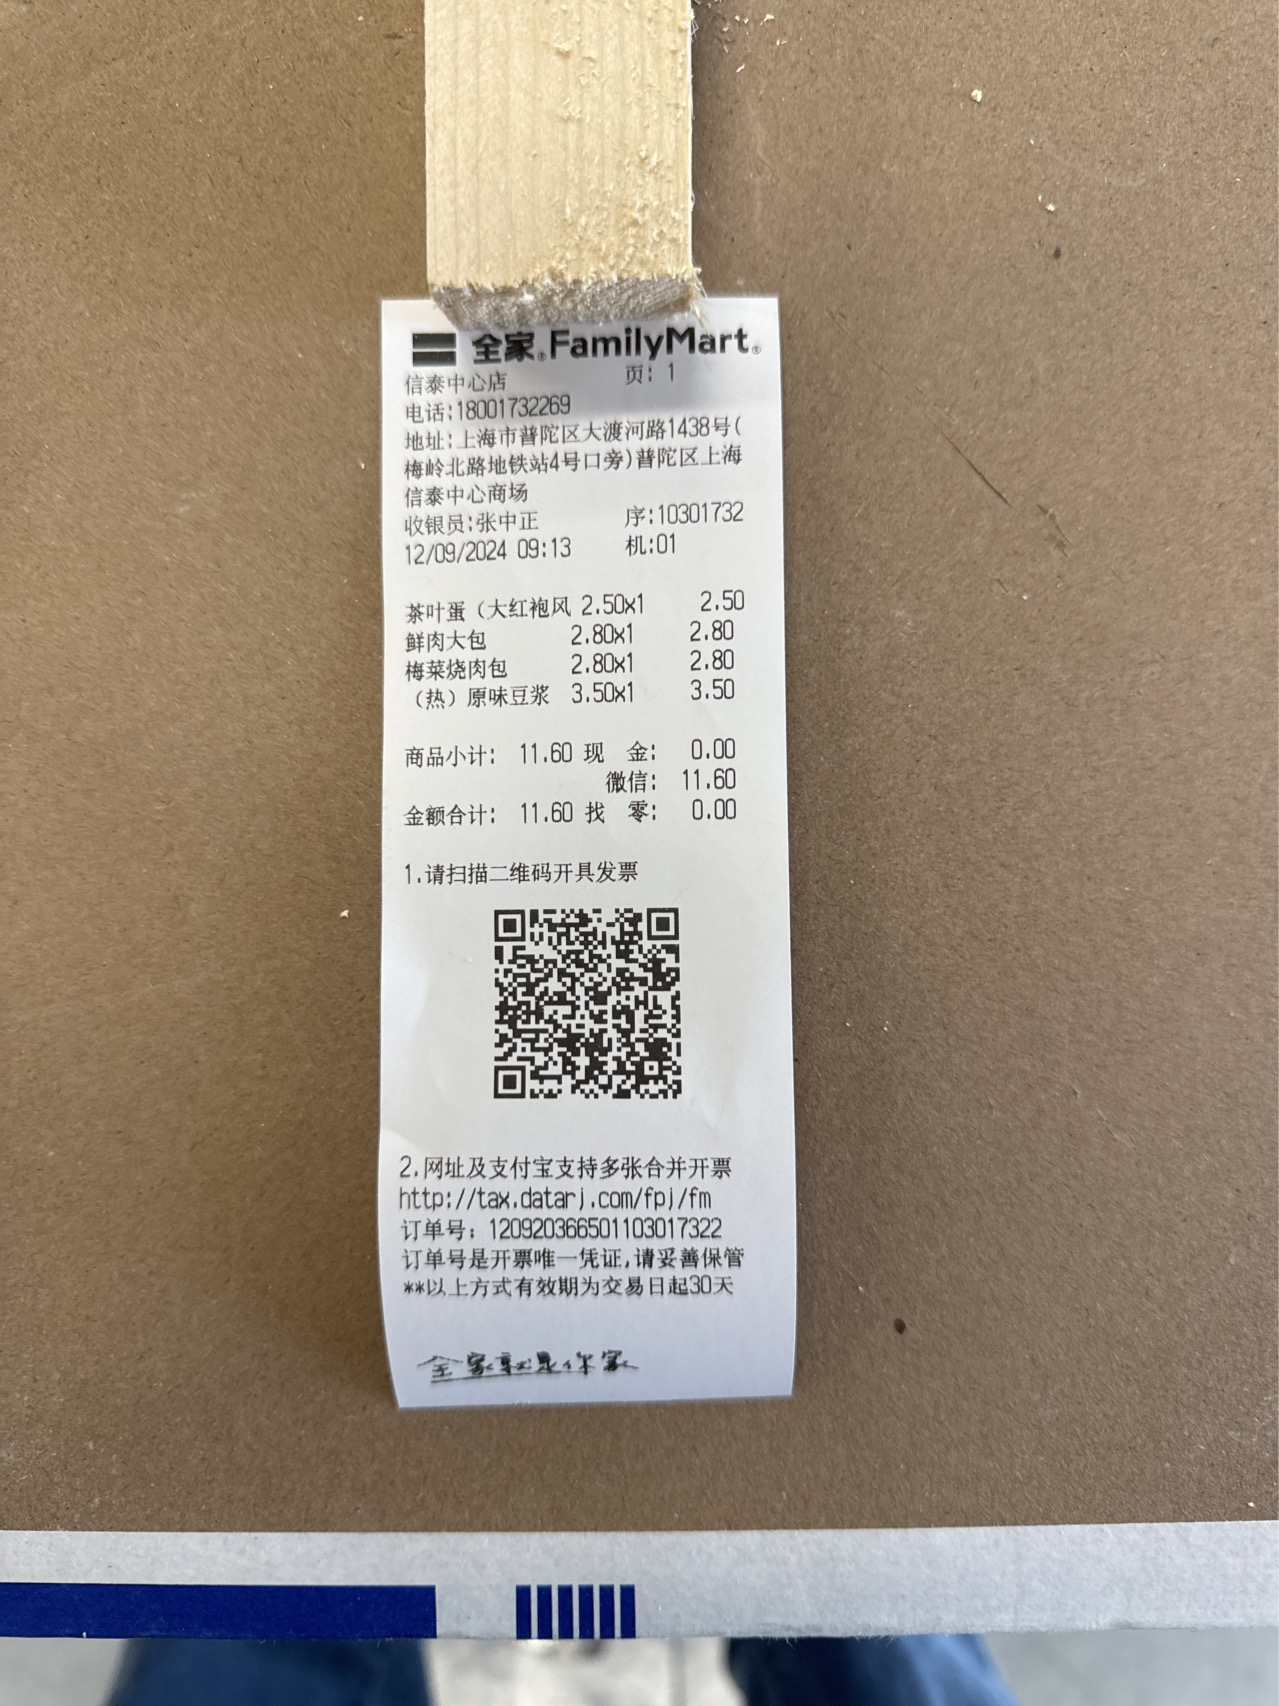 全家®FamilyMart®
信泰中心店 页: 1
电话:18001732269
地址:上海市普陀区大渡河路1438号(
梅岭北路地铁站4号口旁)普陀区上海
信泰中心商场
收银员:张中正 序:10301732
12/09/2024 09:13 机:01
茶叶蛋（大红袍风 2.50x1 2.50
鲜肉大包 2.80x1 2.80
梅菜烧肉包 2.80x1 2.80
（热）原味豆浆 3.50x1 3.50
商品小计: 11.60 现 金: 0.00
微信: 11.60
金额合计: 11.60 找 零: 0.00
1.请扫描二维码开具发票
2.网址及支付宝支持多张合并开票
http://tax.datarj.com/fpj/fm
订单号: 120920366501103017322
订单号是开票唯一凭证,请妥善保管
**以上方式有效期为交易日起30天
全家就是你家